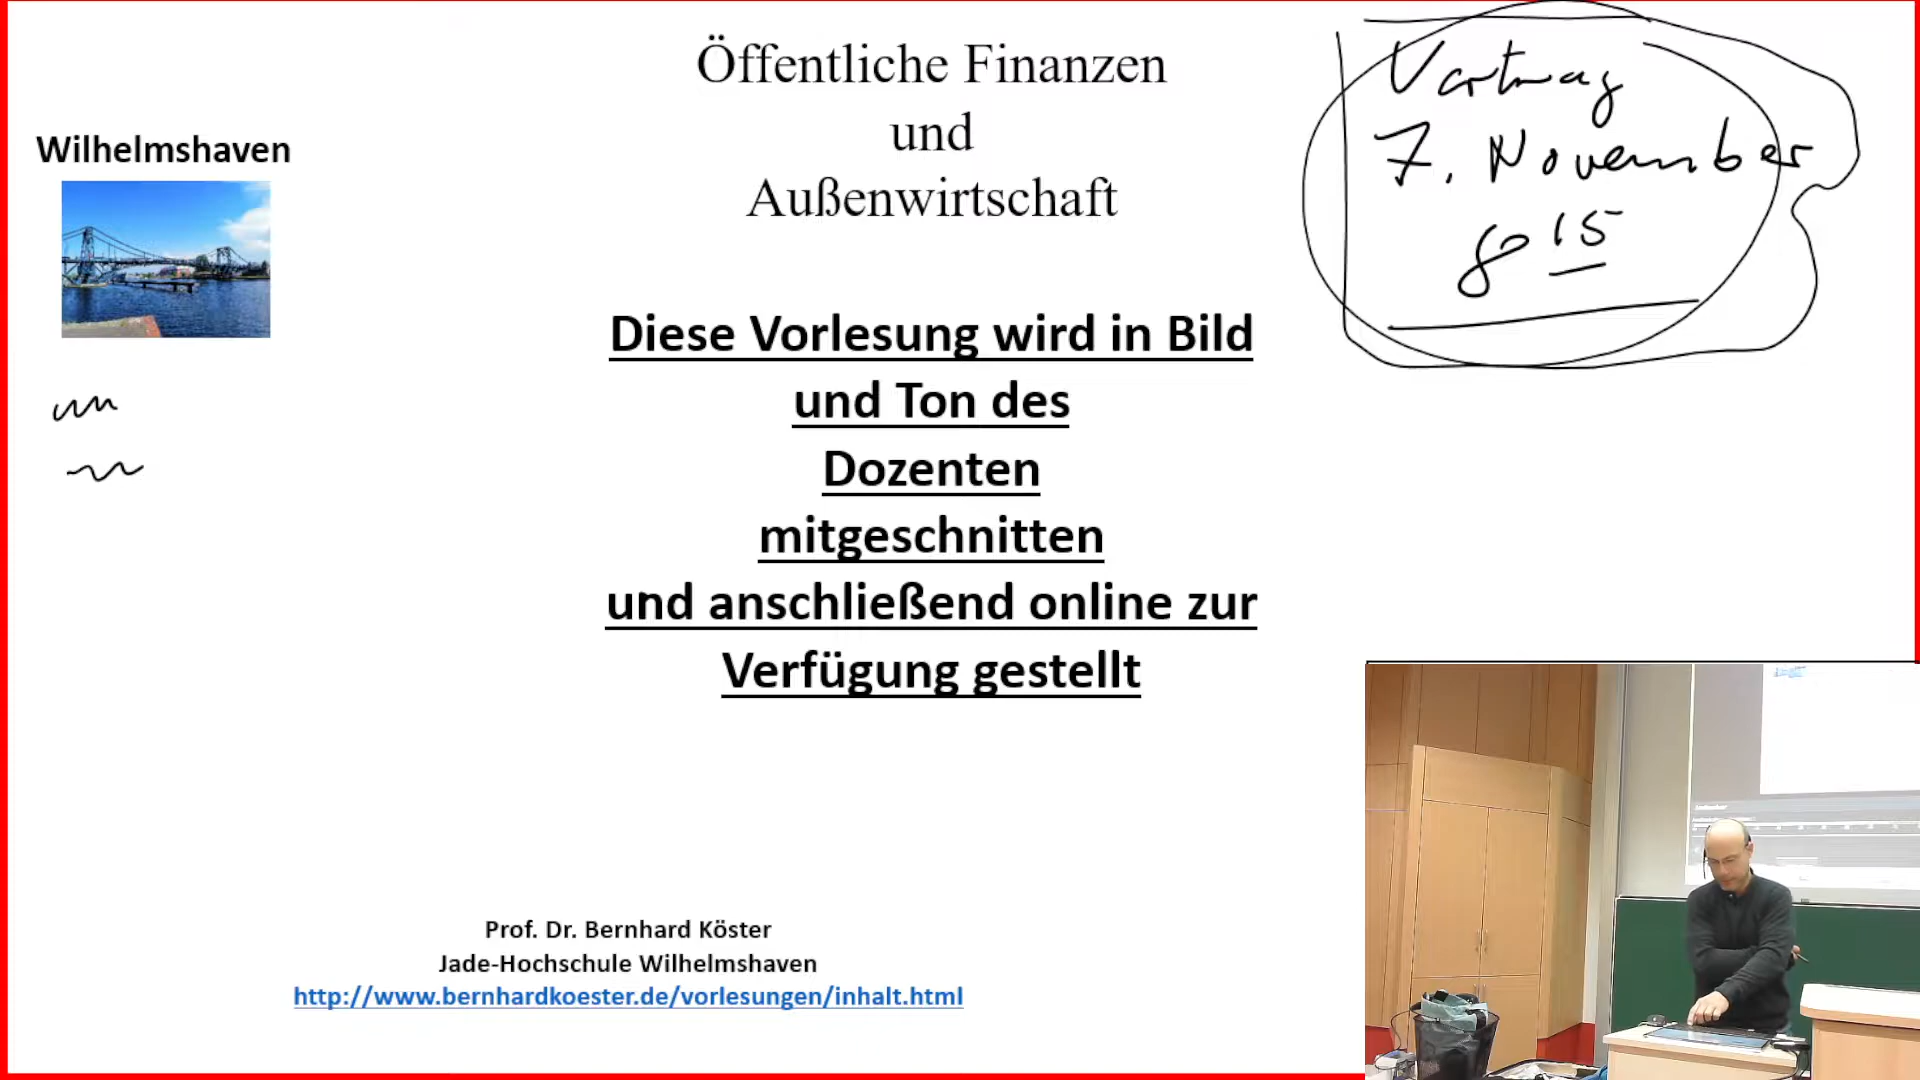 Öffentliche Finanzen
und
Außenwirtschaft
Wilhelmshaven
Vortrag
7. November
8 15
Diese Vorlesung wird in Bild
und Ton des
Dozenten
mitgeschnitten
und anschließend online zur
Verfügung gestellt
Prof. Dr. Bernhard Köster
Jade-Hochschule Wilhelmshaven
http://www.bernhardkoester.de/vorlesungen/inhalt.html